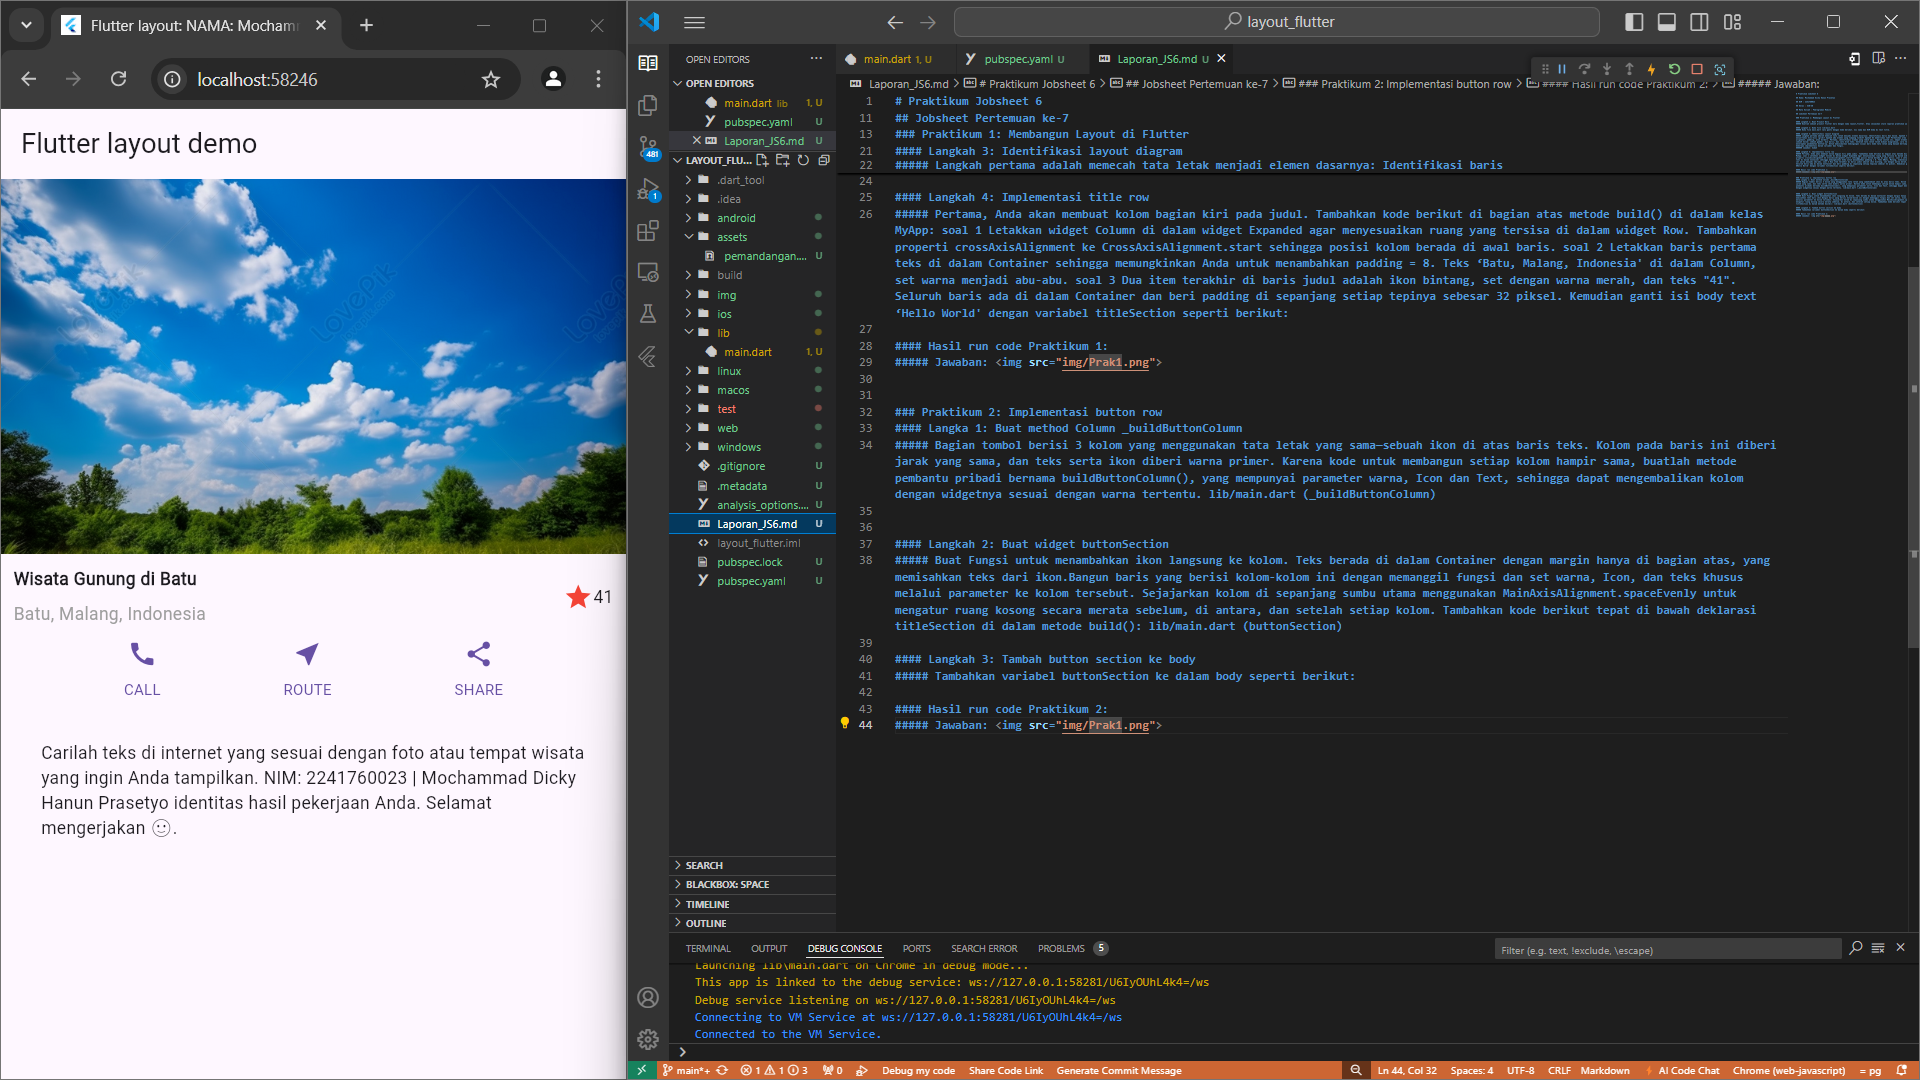 Flutter layout: NAMA: Mocham
localhost:58246
Flutter layout demo
LovePik
Wisata Gunung di Batu
Batu, Malang, Indonesia
41
CALL
ROUTE
SHARE
Carilah teks di internet yang sesuai dengan foto atau tempat wisata
yang ingin Anda tampilkan. NIM: 2241760023 | Mochammad Dicky
Hanun Prasetyo identitas hasil pekerjaan Anda. Selamat
mengerjakan 🙂.
layout_flutter
481
1
OPEN EDITORS
OPEN EDITORS
main.dart lib 1, U
pubspec.yaml U
Laporan_JS6.md U
LAYOUT_FLU...
.dart_tool
.idea
android
assets
pemandangan.... U
build
img
ios
lib
main.dart 1, U
linux
macos
test
web
windows
.gitignore U
.metadata U
analysis_options.... U
Laporan_JS6.md U
layout_flutter.iml
pubspec.lock U
pubspec.yaml U
SEARCH
BLACKBOX: SPACE
TIMELINE
OUTLINE
main.dart 1, U
pubspec.yaml U
Laporan_JS6.md U
Laporan_JS6.md > # Praktikum Jobsheet 6 > ## Jobsheet Pertemuan ke-7 > ### Praktikum 2: Implementasi button row > #### Hasil run code Praktikum 2: > ##### Jawaban:
1 # Praktikum Jobsheet 6
11 ## Jobsheet Pertemuan ke-7
13 ### Praktikum 1: Membangun Layout di Flutter
21 #### Langkah 3: Identifikasi layout diagram
22 ##### Langkah pertama adalah memecah tata letak menjadi elemen dasarnya: Identifikasi baris
24
25 #### Langkah 4: Implementasi title row
26 ##### Pertama, Anda akan membuat kolom bagian kiri pada judul. Tambahkan kode berikut di bagian atas metode build() di dalam kelas
MyApp: soal 1 Letakkan widget Column di dalam widget Expanded agar menyesuaikan ruang yang tersisa di dalam widget Row. Tambahkan
properti crossAxisAlignment ke CrossAxisAlignment.start sehingga posisi kolom berada di awal baris. soal 2 Letakkan baris pertama
teks di dalam Container sehingga memungkinkan Anda untuk menambahkan padding = 8. Teks ‘Batu, Malang, Indonesia' di dalam Column,
set warna menjadi abu-abu. soal 3 Dua item terakhir di baris judul adalah ikon bintang, set dengan warna merah, dan teks "41".
Seluruh baris ada di dalam Container dan beri padding di sepanjang setiap tepinya sebesar 32 piksel. Kemudian ganti isi body text
‘Hello World' dengan variabel titleSection seperti berikut:
27
28 #### Hasil run code Praktikum 1:
29 ##### Jawaban: <img src="img/Prak1.png">
30
31
32 ### Praktikum 2: Implementasi button row
33 #### Langka 1: Buat method Column _buildButtonColumn
34 ##### Bagian tombol berisi 3 kolom yang menggunakan tata letak yang sama—sebuah ikon di atas baris teks. Kolom pada baris ini diberi
jarak yang sama, dan teks serta ikon diberi warna primer. Karena kode untuk membangun setiap kolom hampir sama, buatlah metode
pembantu pribadi bernama buildButtonColumn(), yang mempunyai parameter warna, Icon dan Text, sehingga dapat mengembalikan kolom
dengan widgetnya sesuai dengan warna tertentu. lib/main.dart (_buildButtonColumn)
35
36
37 #### Langkah 2: Buat widget buttonSection
38 ##### Buat Fungsi untuk menambahkan ikon langsung ke kolom. Teks berada di dalam Container dengan margin hanya di bagian atas, yang
memisahkan teks dari ikon.Bangun baris yang berisi kolom-kolom ini dengan memanggil fungsi dan set warna, Icon, dan teks khusus
melalui parameter ke kolom tersebut. Sejajarkan kolom di sepanjang sumbu utama menggunakan MainAxisAlignment.spaceEvenly untuk
mengatur ruang kosong secara merata sebelum, di antara, dan setelah setiap kolom. Tambahkan kode berikut tepat di bawah deklarasi
titleSection di dalam metode build(): lib/main.dart (buttonSection)
39
40 #### Langkah 3: Tambah button section ke body
41 ##### Tambahkan variabel buttonSection ke dalam body seperti berikut:
42
43 #### Hasil run code Praktikum 2:
44 ##### Jawaban: <img src="img/Prak1.png">
TERMINAL OUTPUT DEBUG CONSOLE PORTS SEARCH ERROR PROBLEMS 5
Filter (e.g. text, !exclude, \escape)
Launching lib\main.dart on Chrome in debug mode...
This app is linked to the debug service: ws://127.0.0.1:58281/U6IyOUhL4k4=/ws
Debug service listening on ws://127.0.0.1:58281/U6IyOUhL4k4=/ws
Connecting to VM Service at ws://127.0.0.1:58281/U6IyOUhL4k4=/ws
Connected to the VM Service.
main*+ 1 1 3 0 Debug my code Share Code Link Generate Commit Message Ln 44, Col 32 Spaces: 4 UTF-8 CRLF Markdown AI Code Chat Chrome (web-javascript) = pg